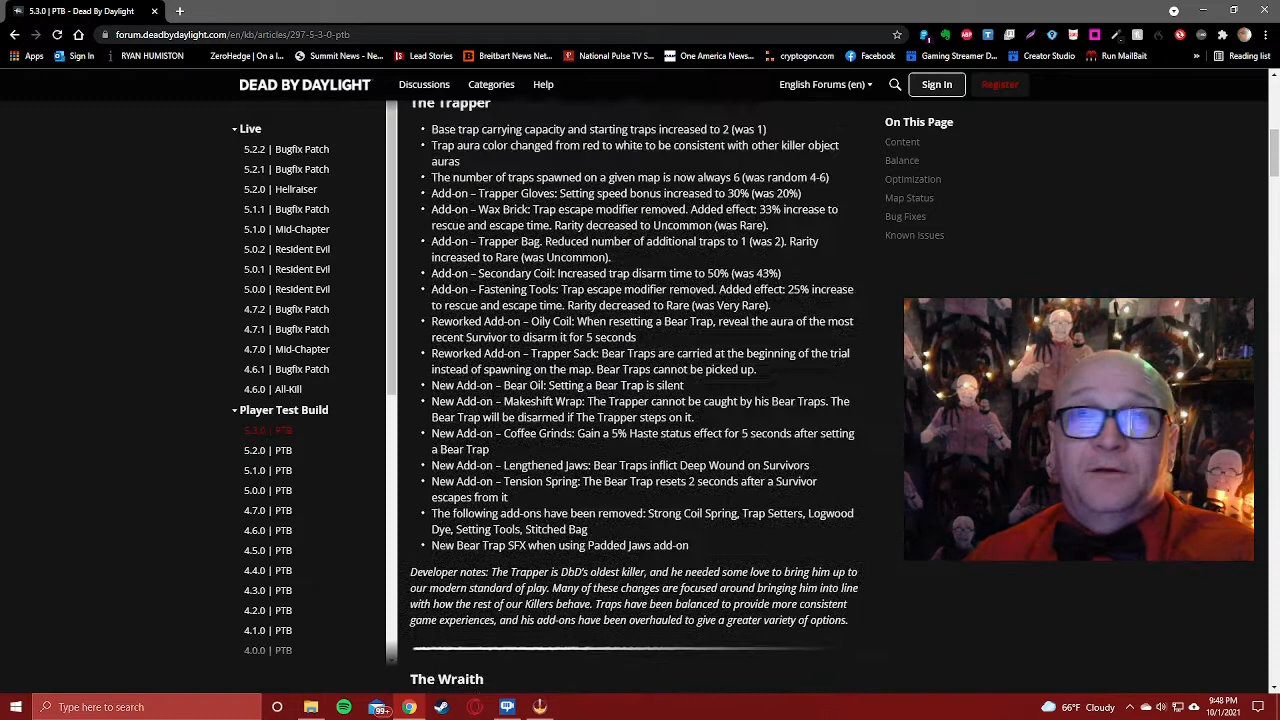 5.3.0 | PTB - Dead By Daylight
forum.deadbydaylight.com/en/kb/articles/297-5-3-0-ptb
Apps Sign In RYAN HUMISTON ZeroHedge | On a l... Summit News - Ne... Lead Stories Breitbart News Net... National Pulse TV S... One America News... cryptogon.com Facebook Gaming Streamer D... Creator Studio Run MailBait » Reading list
DEAD BY DAYLIGHT Discussions Categories Help English Forums (en) Sign In Register
Live
5.2.2 | Bugfix Patch
5.2.1 | Bugfix Patch
5.2.0 | Hellraiser
5.1.1 | Bugfix Patch
5.1.0 | Mid-Chapter
5.0.2 | Resident Evil
5.0.1 | Resident Evil
5.0.0 | Resident Evil
4.7.2 | Bugfix Patch
4.7.1 | Bugfix Patch
4.7.0 | Mid-Chapter
4.6.1 | Bugfix Patch
4.6.0 | All-Kill
Player Test Build
5.3.0 | PTB
5.2.0 | PTB
5.1.0 | PTB
5.0.0 | PTB
4.7.0 | PTB
4.6.0 | PTB
4.5.0 | PTB
4.4.0 | PTB
4.3.0 | PTB
4.2.0 | PTB
4.1.0 | PTB
4.0.0 | PTB
The Trapper
• Base trap carrying capacity and starting traps increased to 2 (was 1)
• Trap aura color changed from red to white to be consistent with other killer object
auras
• The number of traps spawned on a given map is now always 6 (was random 4-6)
• Add-on – Trapper Gloves: Setting speed bonus increased to 30% (was 20%)
• Add-on – Wax Brick: Trap escape modifier removed. Added effect: 33% increase to
rescue and escape time. Rarity decreased to Uncommon (was Rare).
• Add-on – Trapper Bag. Reduced number of additional traps to 1 (was 2). Rarity
increased to Rare (was Uncommon).
• Add-on – Secondary Coil: Increased trap disarm time to 50% (was 43%)
• Add-on – Fastening Tools: Trap escape modifier removed. Added effect: 25% increase
to rescue and escape time. Rarity decreased to Rare (was Very Rare).
• Reworked Add-on – Oily Coil: When resetting a Bear Trap, reveal the aura of the most
recent Survivor to disarm it for 5 seconds
• Reworked Add-on – Trapper Sack: Bear Traps are carried at the beginning of the trial
instead of spawning on the map. Bear Traps cannot be picked up.
• New Add-on – Bear Oil: Setting a Bear Trap is silent
• New Add-on – Makeshift Wrap: The Trapper cannot be caught by his Bear Traps. The
Bear Trap will be disarmed if The Trapper steps on it.
• New Add-on – Coffee Grinds: Gain a 5% Haste status effect for 5 seconds after setting
a Bear Trap
• New Add-on – Lengthened Jaws: Bear Traps inflict Deep Wound on Survivors
• New Add-on – Tension Spring: The Bear Trap resets 2 seconds after a Survivor
escapes from it
• The following add-ons have been removed: Strong Coil Spring, Trap Setters, Logwood
Dye, Setting Tools, Stitched Bag
• New Bear Trap SFX when using Padded Jaws add-on
Developer notes: The Trapper is DbD's oldest killer, and he needed some love to bring him up to
our modern standard of play. Many of these changes are focused around bringing him into line
with how the rest of our Killers behave. Traps have been balanced to provide more consistent
game experiences, and his add-ons have been overhauled to give a greater variety of options.
The Wraith
On This Page
Content
Balance
Optimization
Map Status
Bug Fixes
Known Issues
Type here to search 99+ 66°F Cloudy 9:48 PM
10/1/2021